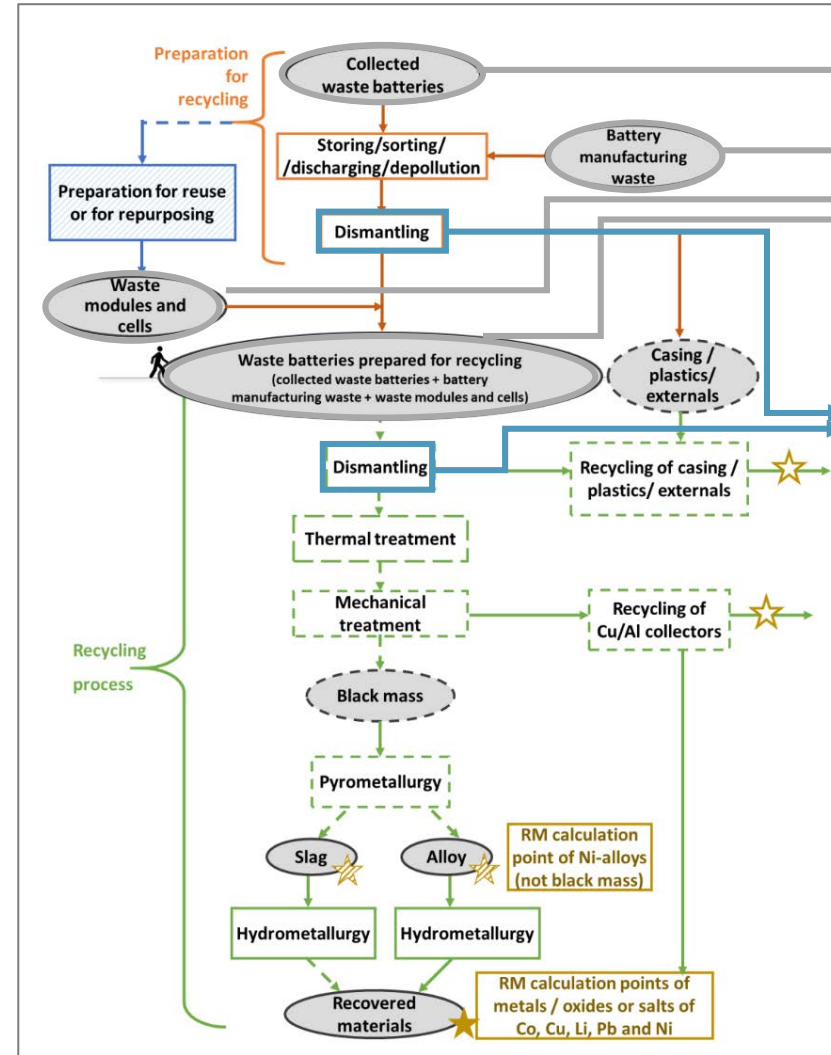 Preparation
for
recycling
Collected
waste batteries
Storing/sorting/
/discharging/depollution
Battery
manufacturing
waste
Preparation for reuse
or for repurposing
Dismantling
Waste
modules and
cells
Waste batteries prepared for recycling
(collected waste batteries + battery
manufacturing waste + waste modules and cells)
Casing /
plastics/
externals
Dismantling
Recycling of casing /
plastics/ externals
Thermal treatment
Mechanical
treatment
Recycling of
Cu/Al collectors
Recycling
process
Black mass
Pyrometallurgy
Slag
Alloy
RM calculation
point of Ni-alloys
(not black mass)
Hydrometallurgy
Hydrometallurgy
Recovered
materials
RM calculation points of
metals / oxides or salts of
Co, Cu, Li, Pb and Ni